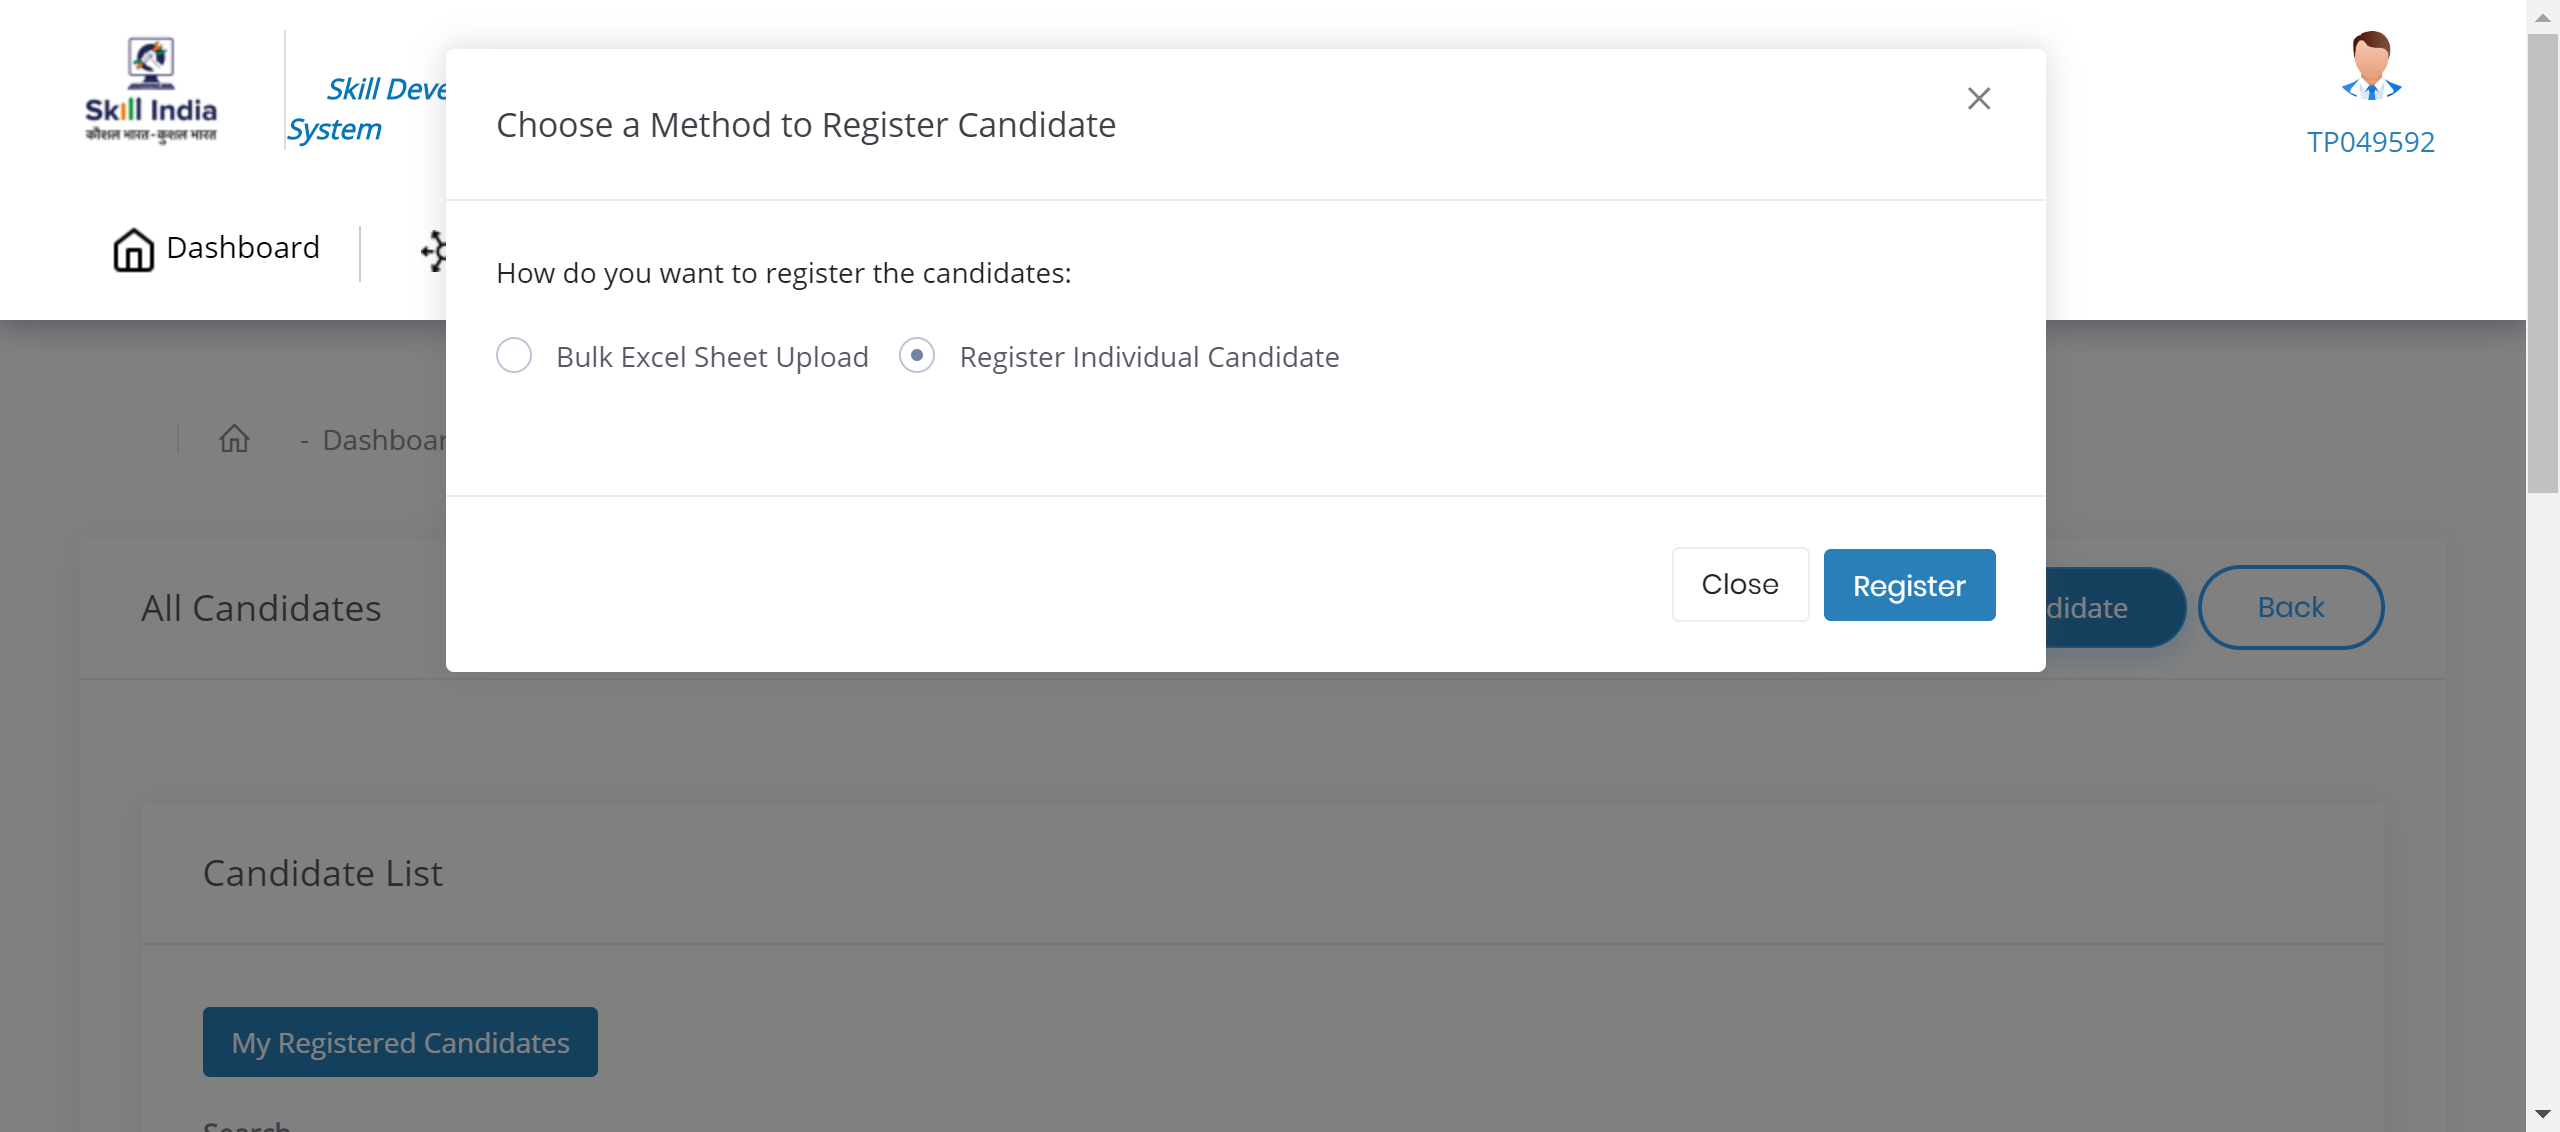 Skill India
कौशल भारत-कुशल भारत
Skill Deve
System
TP049592
Dashboard
Choose a Method to Register Candidate
How do you want to register the candidates:
Bulk Excel Sheet Upload
Register Individual Candidate
- Dashboar
Close
Register
All Candidates
didate
Back
Candidate List
My Registered Candidates
Search